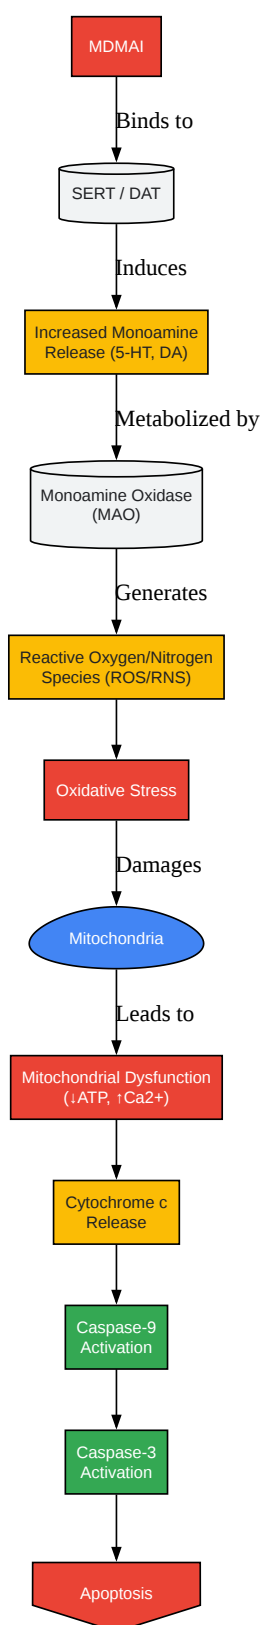 MDMAI
Binds to
SERT / DAT
Induces
Increased Monoamine
Release (5-HT, DA)
Metabolized by
Monoamine Oxidase
(MAO)
Generates
Reactive Oxygen/Nitrogen
Species (ROS/RNS)
Oxidative Stress
Damages
Mitochondria
Leads to
Mitochondrial Dysfunction
(↓ATP, ↑Ca2+)
Cytochrome c
Release
Caspase-9
Activation
Caspase-3
Activation
Apoptosis